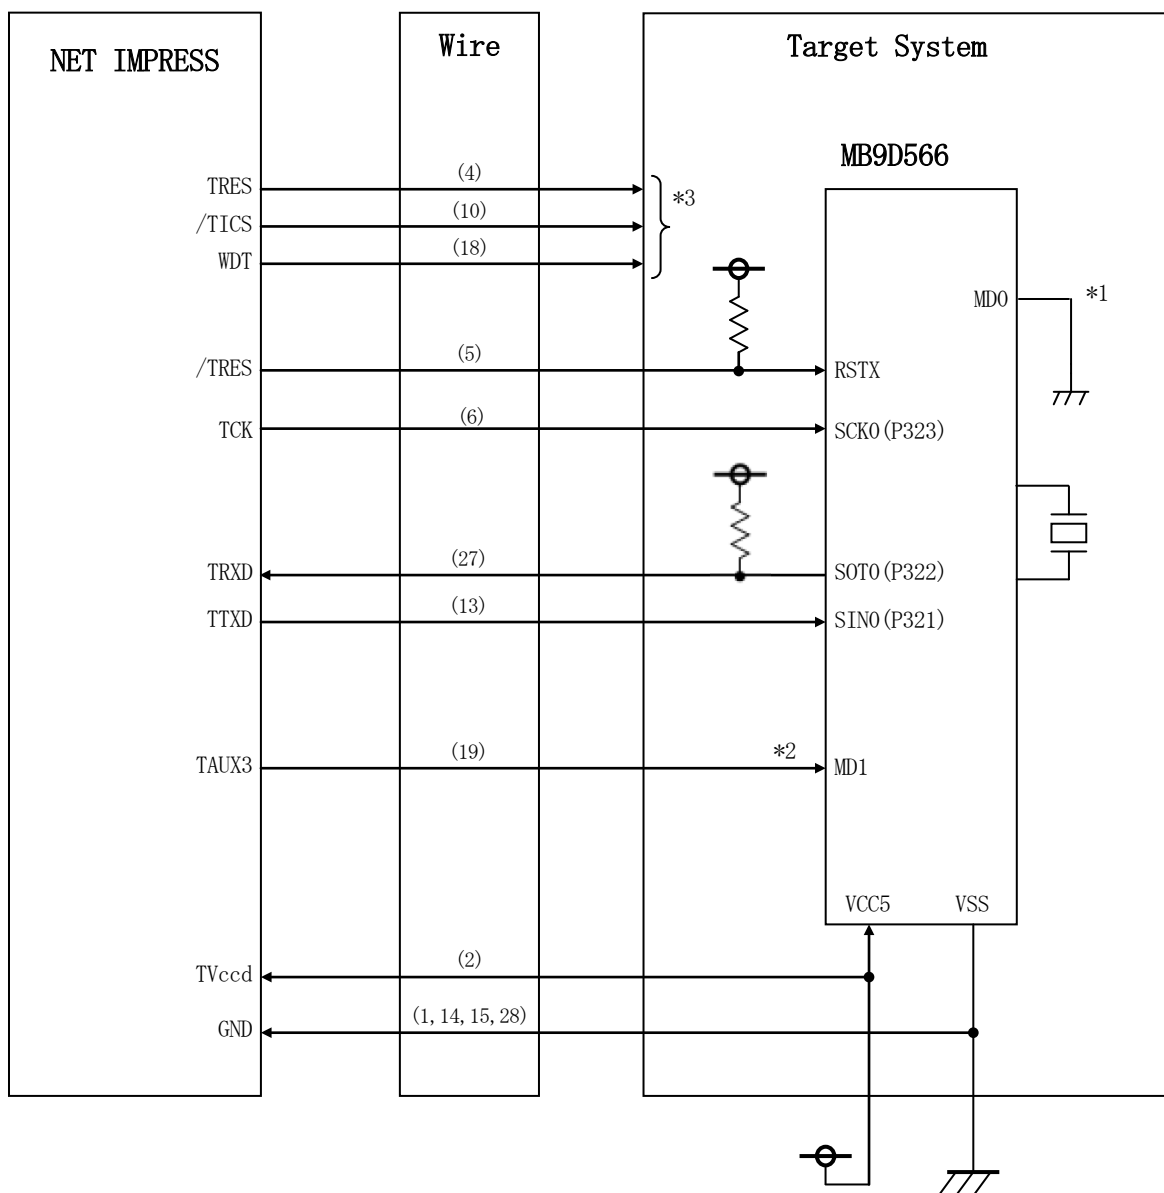 NET IMPRESS
Wire
Target System
MB9D566
TRES
(4)
*3
/TICS
(10)
WDT
(18)
MD0
*1
/TRES
(5)
RSTX
TCK
(6)
SCK0(P323)
TRXD
(27)
SOT0(P322)
TTXD
(13)
SIN0(P321)
TAUX3
(19)
*2
MD1
VCC5
VSS
TVccd
(2)
GND
(1,14,15,28)